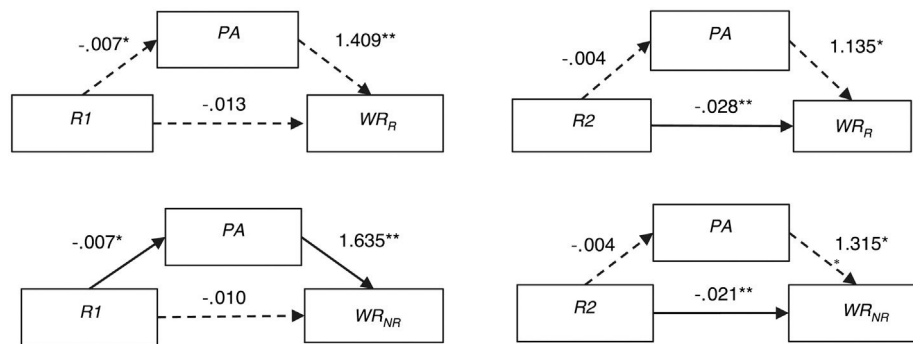 PA
-.007*
1.409**
R1
-.013
WR_R
PA
-.004
1.135*
R2
-.028**
WR_R
PA
-.007*
1.635**
R1
-.010
WR_NR
PA
-.004
1.315*
*
R2
-.021**
WR_NR